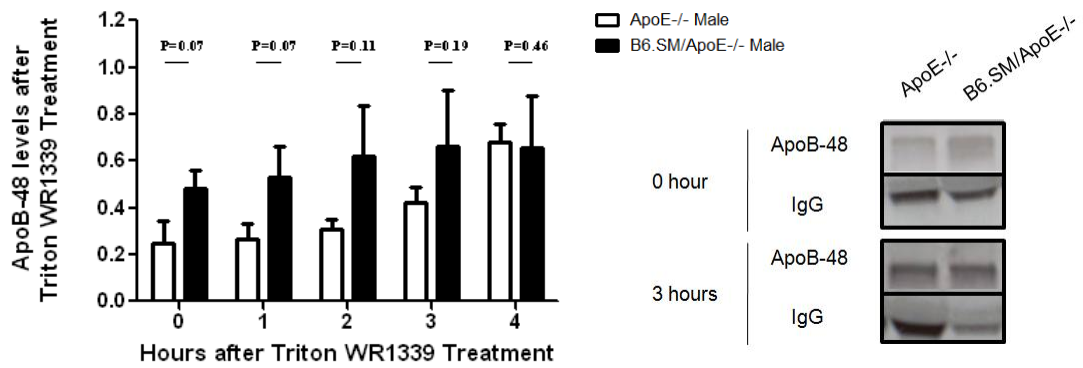 ApoB-48 levels after
Triton WR1339 Treatment
1.2
1.0
0.8
0.6
0.4
0.2
0.0
P=0.07
P=0.07
P=0.11
P=0.19
P=0.46
0
1
2
3
4
Hours after Triton WR1339 Treatment
ApoE-/- Male
B6.SM/ApoE-/- Male
ApoE-/-
B6.SM/ApoE-/-
0 hour
ApoB-48
IgG
3 hours
ApoB-48
IgG